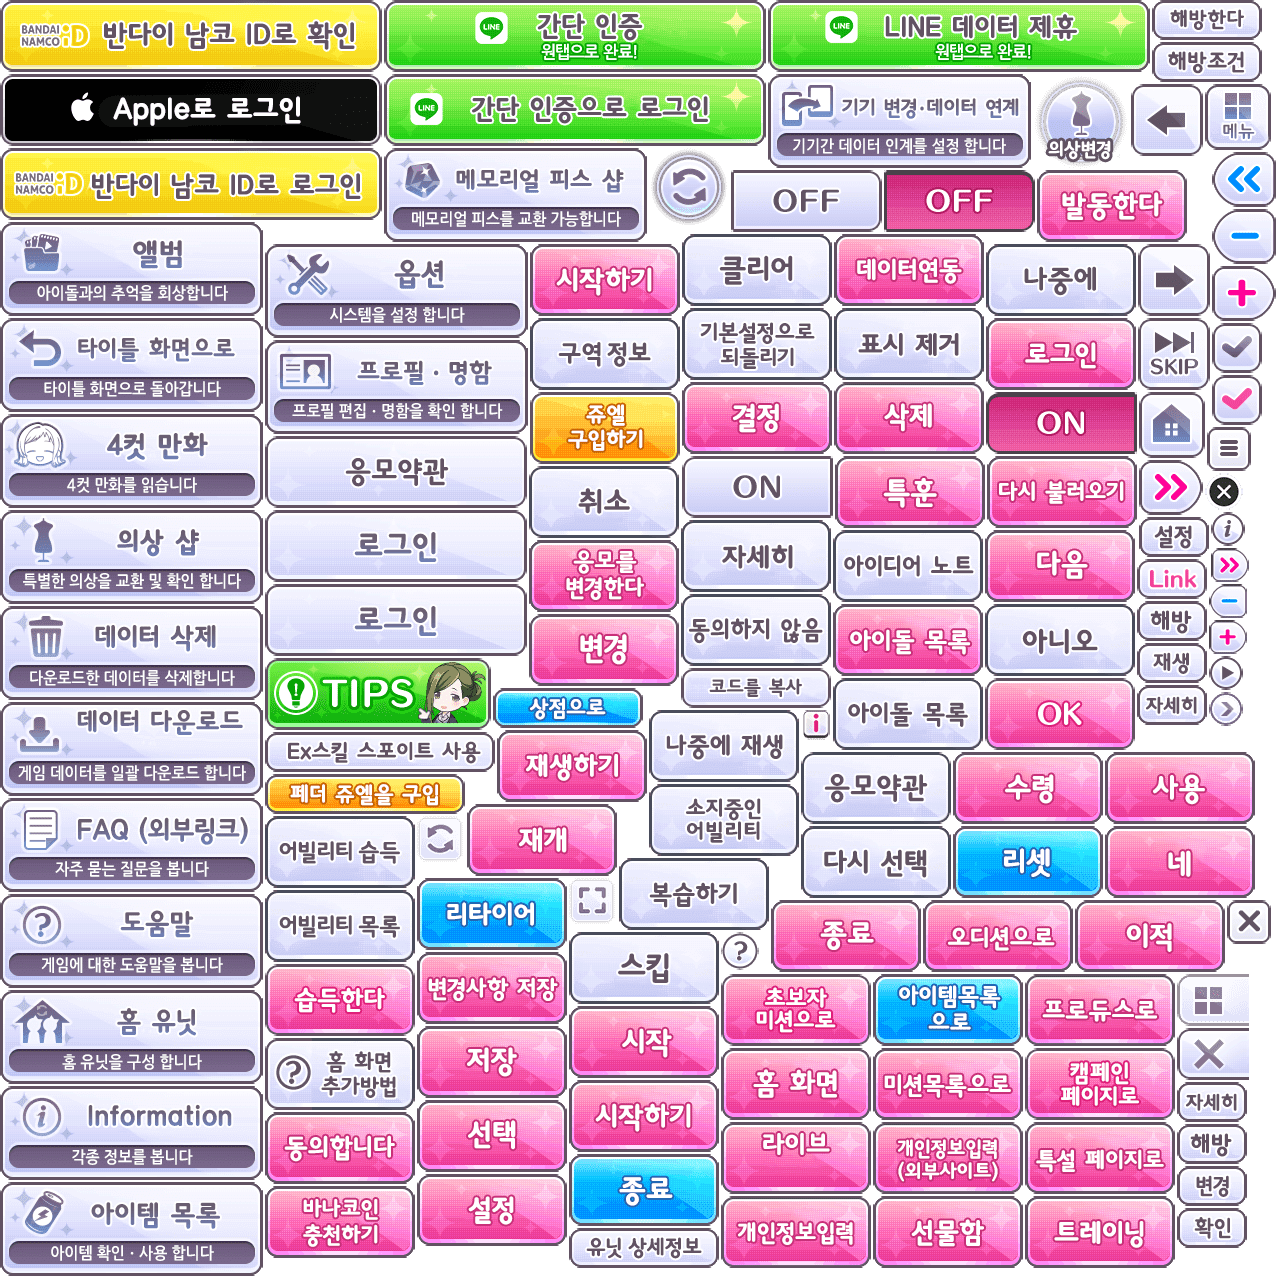 BANDAI NAMCO iD 반다이 남코 ID로 확인
LINE 간단 인증
원탭으로 완료!
LINE LINE 데이터 제휴
원탭으로 완료!
해방한다
해방조건
Apple로 로그인
LINE 간단 인증으로 로그인
기기 변경·데이터 연계
기기간 데이터 인계를 설정 합니다
의상변경
메뉴
BANDAI NAMCO iD 반다이 남코 ID로 로그인
메모리얼 피스 샵
메모리얼 피스를 교환 가능합니다
OFF
OFF
발동한다
앨범
아이돌과의 추억을 회상합니다
타이틀 화면으로
타이틀 화면으로 돌아갑니다
4컷 만화
4컷 만화를 읽습니다
의상 샵
특별한 의상을 교환 및 확인 합니다
데이터 삭제
다운로드한 데이터를 삭제합니다
데이터 다운로드
게임 데이터를 일괄 다운로드 합니다
FAQ (외부링크)
자주 묻는 질문을 봅니다
도움말
게임에 대한 도움말을 봅니다
홈 유닛
홈 유닛을 구성 합니다
Information
각종 정보를 봅니다
아이템 목록
아이템 확인 · 사용 합니다
옵션
시스템을 설정 합니다
프로필 · 명함
프로필 편집 · 명함을 확인 합니다
응모약관
로그인
로그인
TIPS
Ex스킬 스포이트 사용
페더 쥬엘을 구입
어빌리티 습득
어빌리티 목록
습득한다
홈 화면
추가방법
동의합니다
바나코인
충천하기
시작하기
구역정보
쥬엘
구입하기
취소
응모를
변경한다
변경
상점으로
재생하기
재개
리타이어
변경사항 저장
저장
선택
설정
클리어
기본설정으로
되돌리기
결정
ON
자세히
동의하지 않음
코드를 복사
나중에 재생
소지중인
어빌리티
복습하기
스킵
시작
시작하기
종료
유닛 상세정보
데이터연동
표시 제거
삭제
특훈
아이디어 노트
아이돌 목록
아이돌 목록
나중에
로그인
ON
다시 불러오기
다음
아니오
OK
SKIP
설정
Link
해방
재생
자세히
응모약관
수령
사용
다시 선택
리셋
네
종료
오디션으로
이적
초보자
미션으로
아이템목록
으로
프로듀스로
홈 화면
미션목록으로
캠페인
페이지로
라이브
개인정보입력
(외부사이트)
특설 페이지로
개인정보입력
선물함
트레이닝
자세히
해방
변경
확인